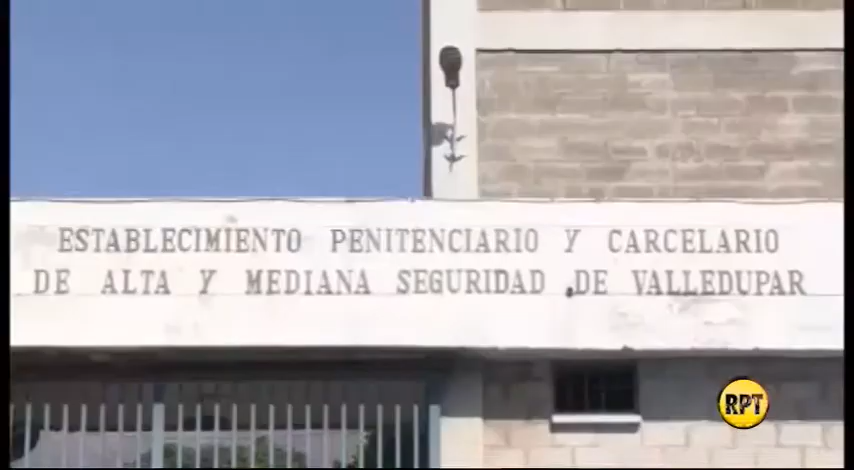 ESTABLECIMIENTO PENITENCIARIO Y CARCELARIO
DE ALTA Y MEDIANA SEGURIDAD DE VALLEDUPAR
RPT